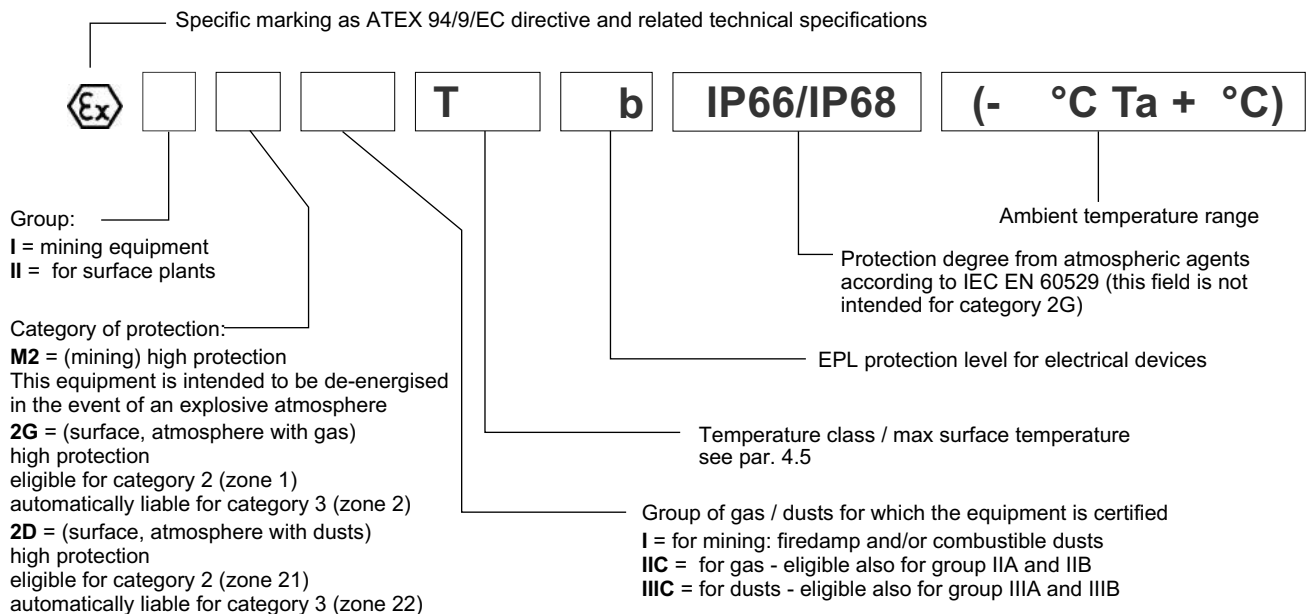 Specific marking as ATEX 94/9/EC directive and related technical specifications
Ex T b IP66/IP68 (- °C Ta + °C)
Group:
I = mining equipment
II = for surface plants
Category of protection:
M2 = (mining) high protection
This equipment is intended to be de-energised
in the event of an explosive atmosphere
2G = (surface, atmosphere with gas)
high protection
eligible for category 2 (zone 1)
automatically liable for category 3 (zone 2)
2D = (surface, atmosphere with dusts)
high protection
eligible for category 2 (zone 21)
automatically liable for category 3 (zone 22)
Ambient temperature range
Protection degree from atmospheric agents
according to IEC EN 60529 (this field is not
intended for category 2G)
EPL protection level for electrical devices
Temperature class / max surface temperature
see par. 4.5
Group of gas / dusts for which the equipment is certified
I = for mining: firedamp and/or combustible dusts
IIC = for gas - eligible also for group IIA and IIB
IIIC = for dusts - eligible also for group IIIA and IIIB